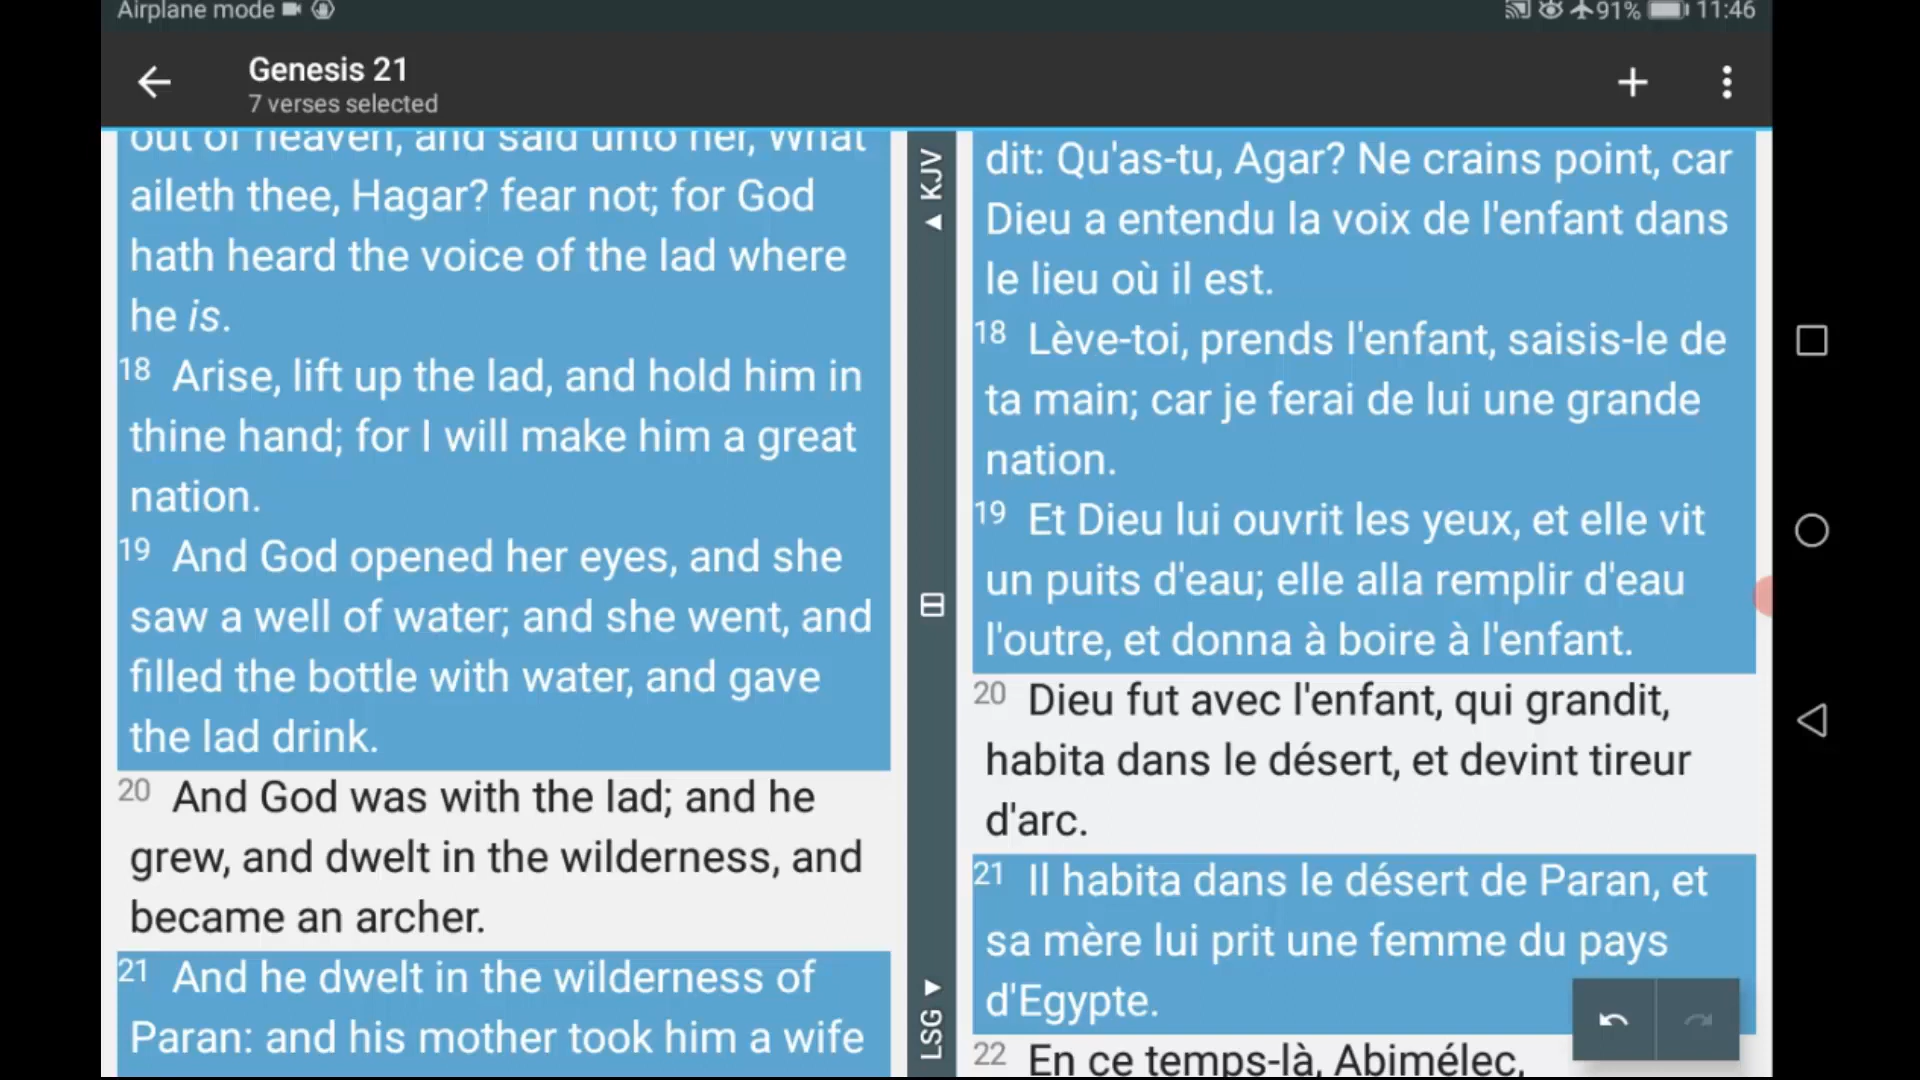 Airplane mode
91% 11:46
Genesis 21
7 verses selected
out of heaven, and said unto her, What
aileth thee, Hagar? fear not; for God
hath heard the voice of the lad where
he is.
18 Arise, lift up the lad, and hold him in
thine hand; for I will make him a great
nation.
19 And God opened her eyes, and she
saw a well of water; and she went, and
filled the bottle with water, and gave
the lad drink.
20 And God was with the lad; and he
grew, and dwelt in the wilderness, and
became an archer.
21 And he dwelt in the wilderness of
Paran: and his mother took him a wife
KJV
LSG
dit: Qu'as-tu, Agar? Ne crains point, car
Dieu a entendu la voix de l'enfant dans
le lieu où il est.
18 Lève-toi, prends l'enfant, saisis-le de
ta main; car je ferai de lui une grande
nation.
19 Et Dieu lui ouvrit les yeux, et elle vit
un puits d'eau; elle alla remplir d'eau
l'outre, et donna à boire à l'enfant.
20 Dieu fut avec l'enfant, qui grandit,
habita dans le désert, et devint tireur
d'arc.
21 Il habita dans le désert de Paran, et
sa mère lui prit une femme du pays
d'Egypte.
22 En ce temps-là, Abimélec,